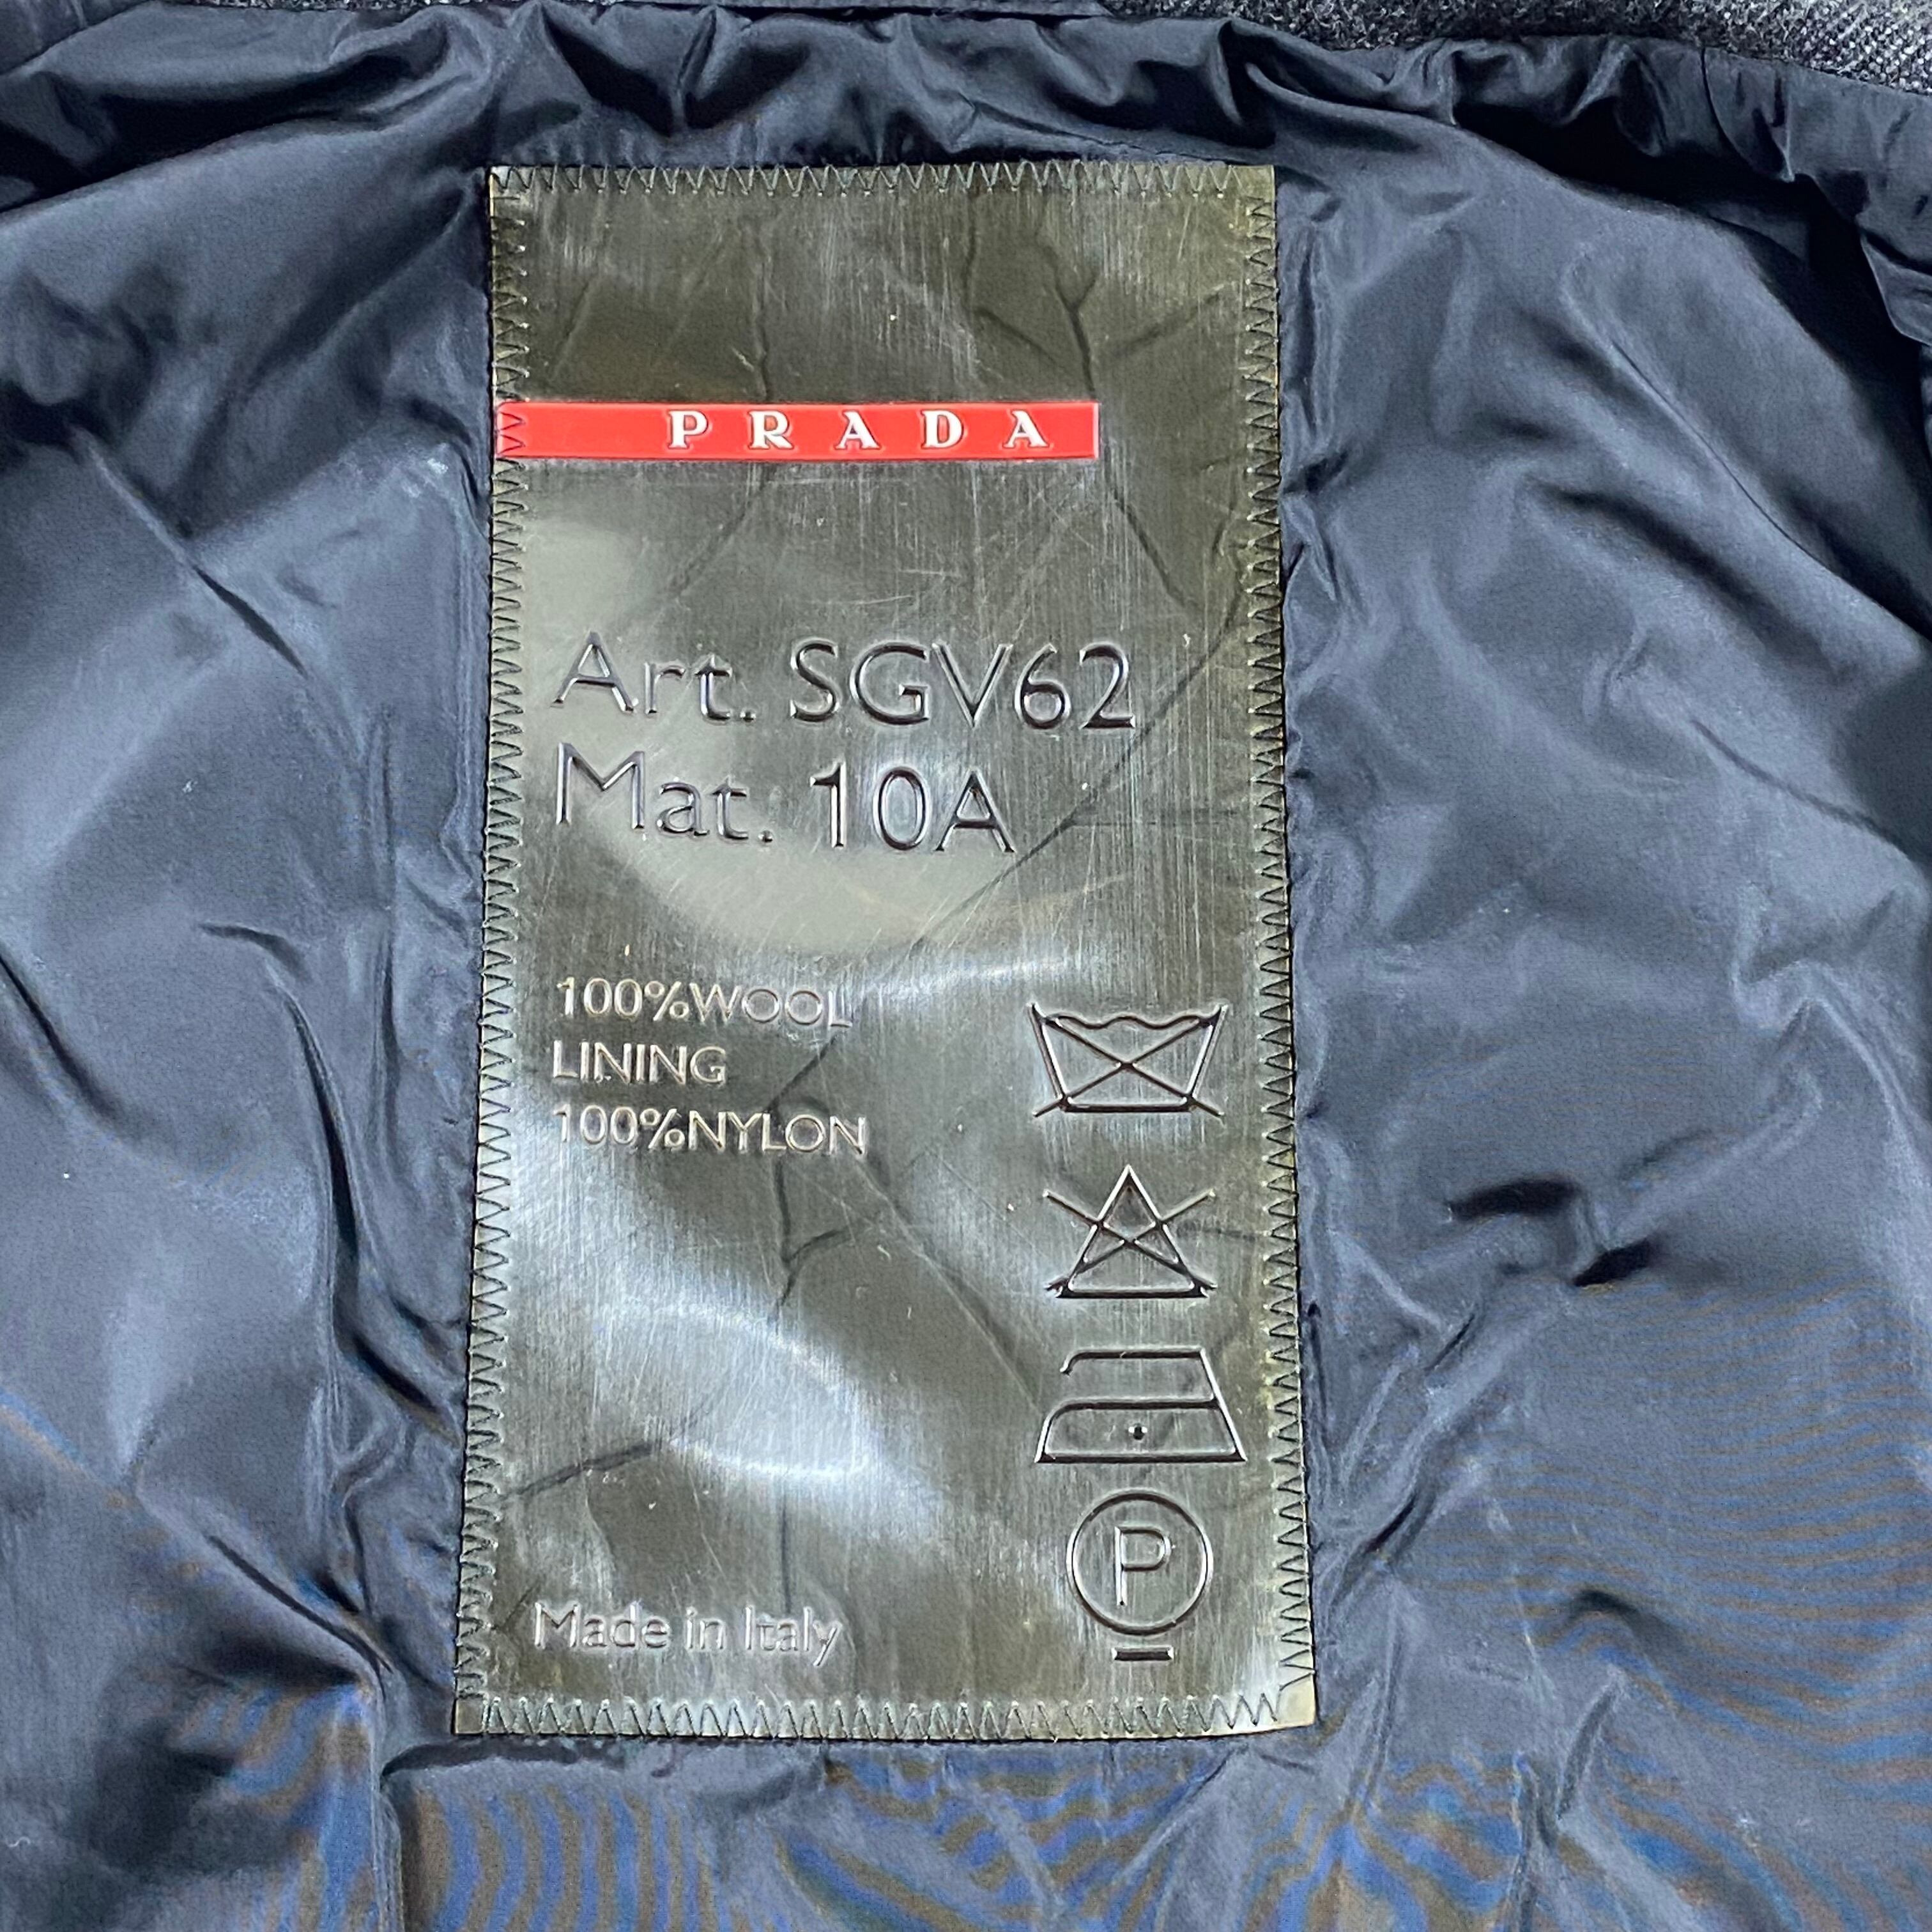 PRADA
Art. SGV62
Mat. 10A
100%WOOL
LINING
100%NYLON
P
Made in Italy